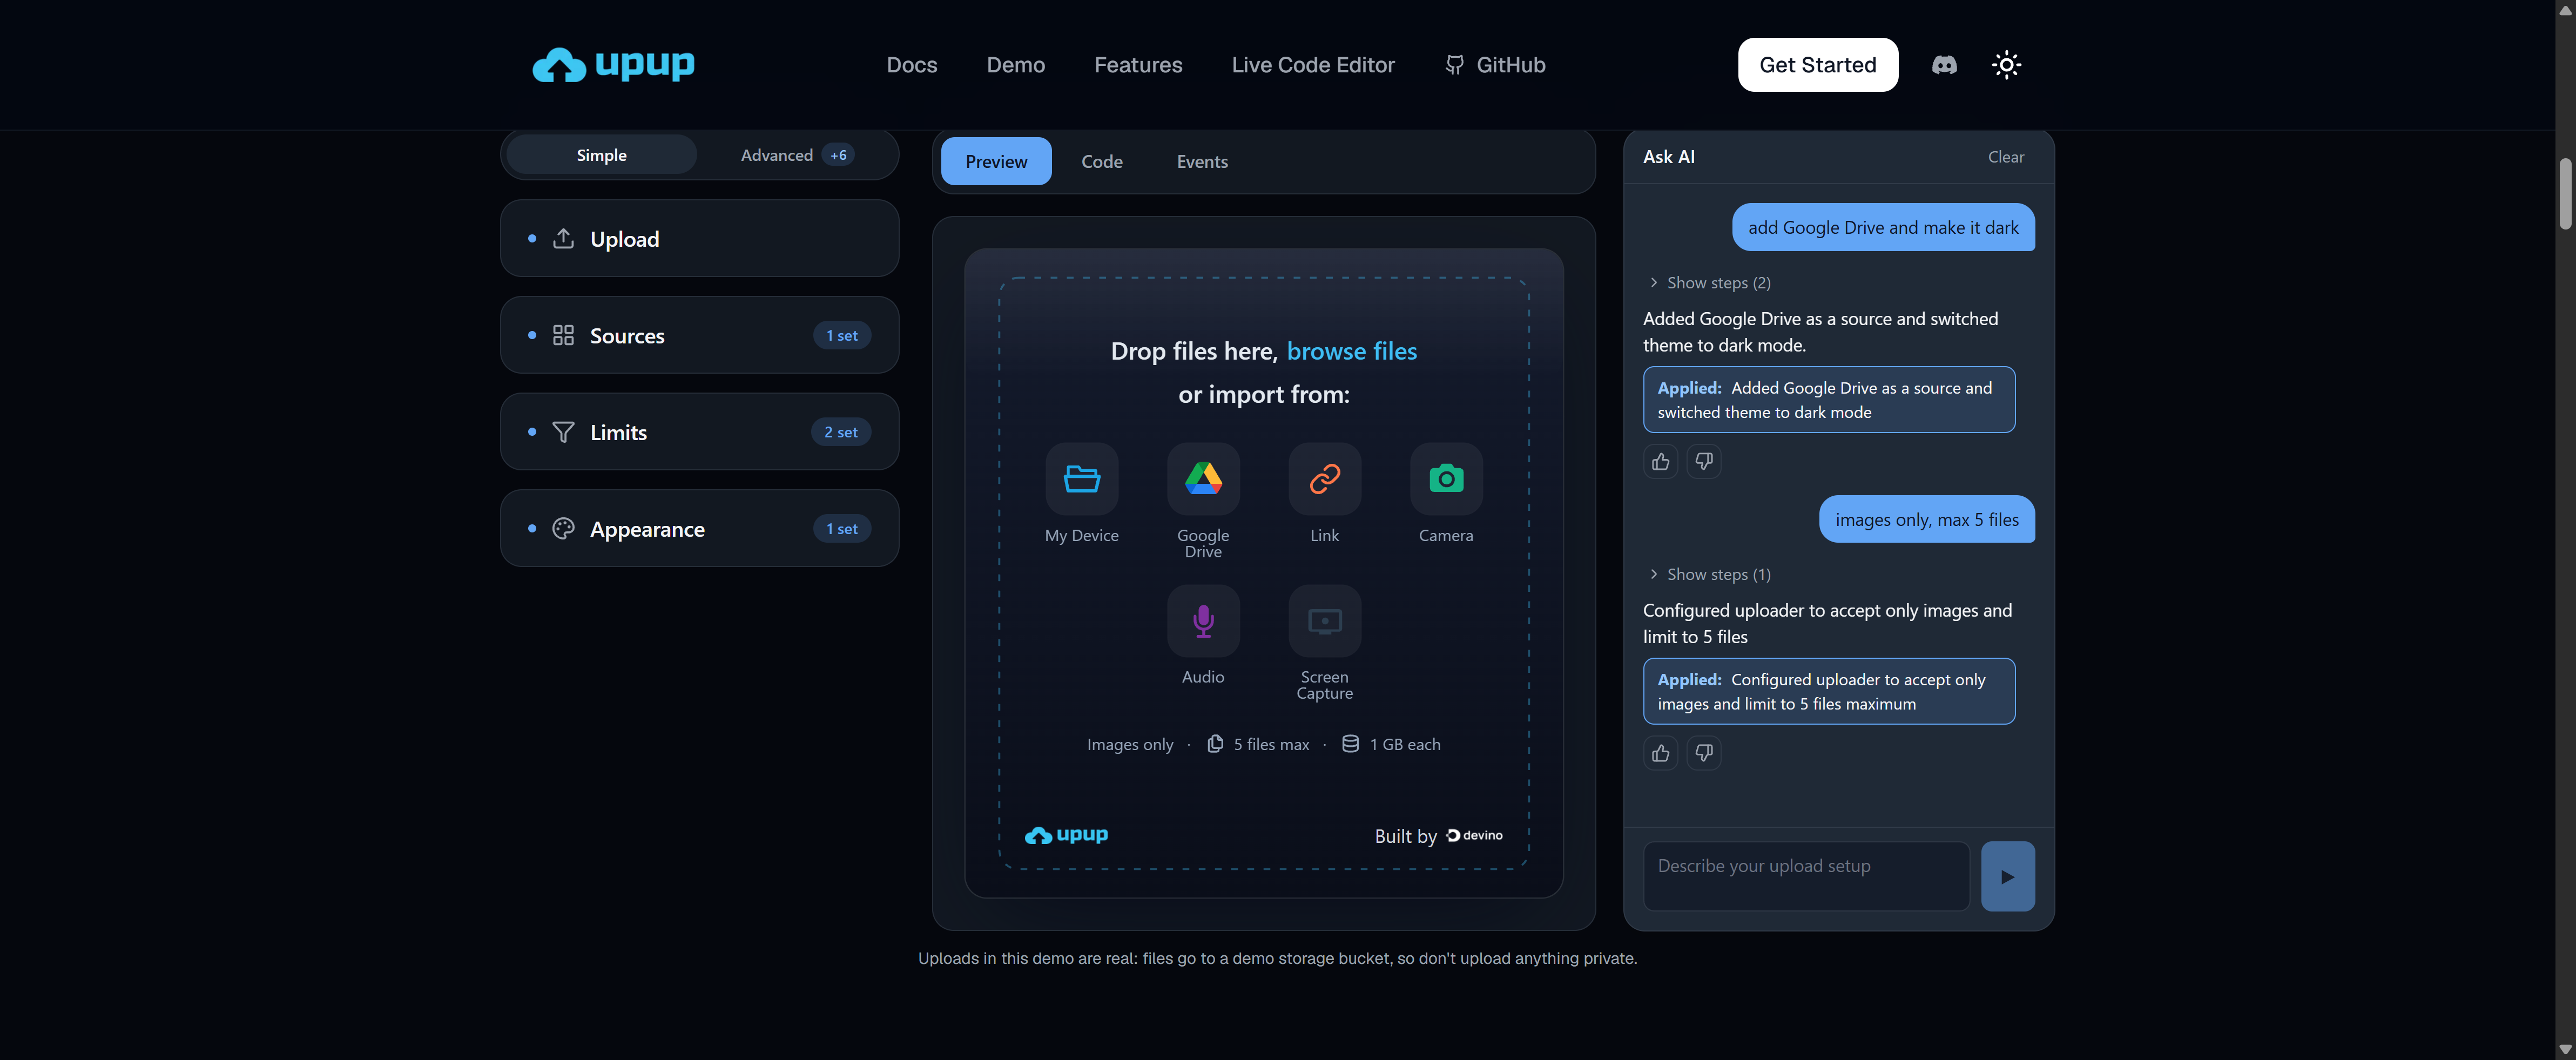 upup
Docs
Demo
Features
Live Code Editor
GitHub
Get Started
Simple
Advanced +6
Upload
Sources
1 set
Limits
2 set
Appearance
1 set
Preview
Code
Events
Drop files here, browse files
or import from:
My Device
Google
Drive
Link
Camera
Audio
Screen
Capture
Images only · 5 files max · 1 GB each
upup
Built by devino
Ask AI
Clear
add Google Drive and make it dark
Show steps (2)
Added Google Drive as a source and switched
theme to dark mode.
Applied: Added Google Drive as a source and
switched theme to dark mode
images only, max 5 files
Show steps (1)
Configured uploader to accept only images and
limit to 5 files
Applied: Configured uploader to accept only
images and limit to 5 files maximum
Describe your upload setup
Uploads in this demo are real: files go to a demo storage bucket, so don't upload anything private.